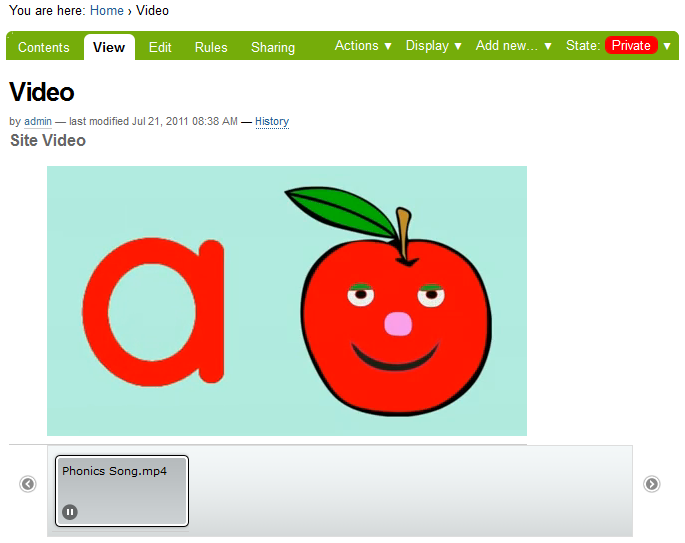 You are here: Home › Video
Contents View Edit Rules Sharing Actions ▼ Display ▼ Add new… ▼ State: Private ▼
Video
by admin — last modified Jul 21, 2011 08:38 AM — History
Site Video
a
Phonics Song.mp4